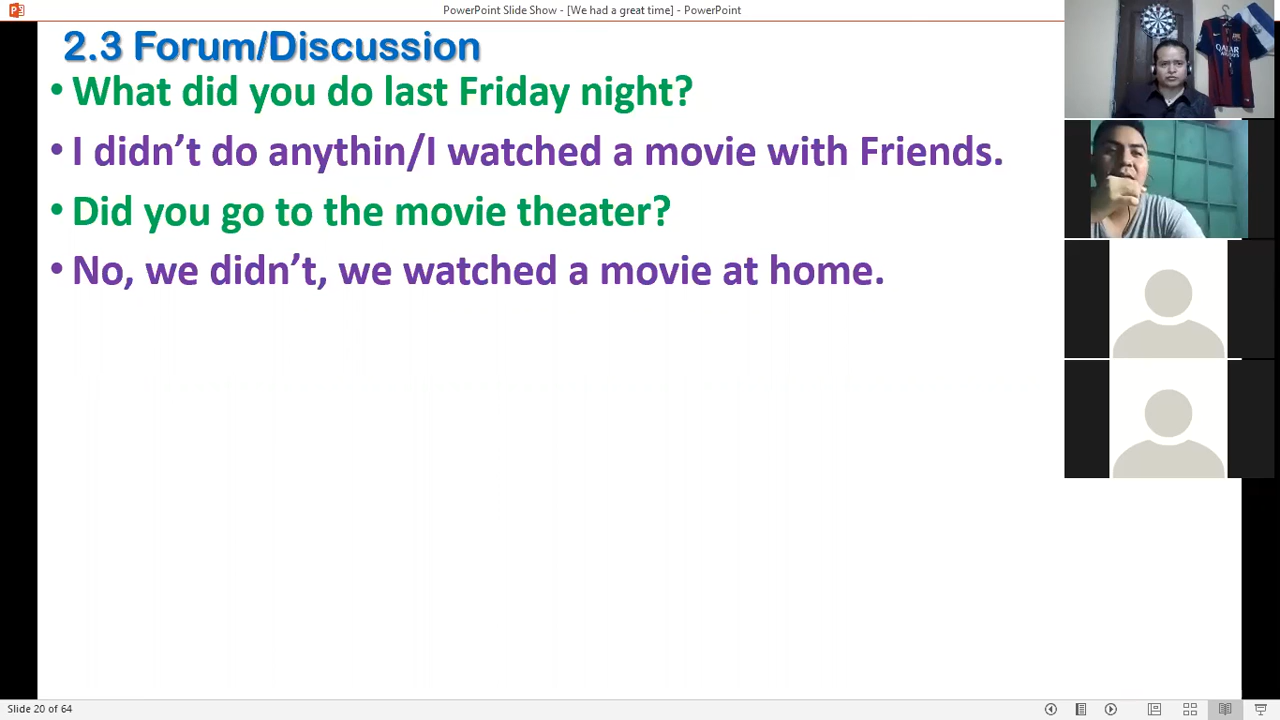 PowerPoint Slide Show - [We had a great time] - PowerPoint
2.3 Forum/Discussion
• What did you do last Friday night?
• I didn't do anythin/I watched a movie with Friends.
• Did you go to the movie theater?
• No, we didn't, we watched a movie at home.
QATAR
Slide 20 of 64